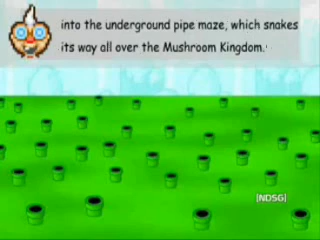 into the underground pipe maze, which snakes
its way all over the Mushroom Kingdom.
[NDSG]